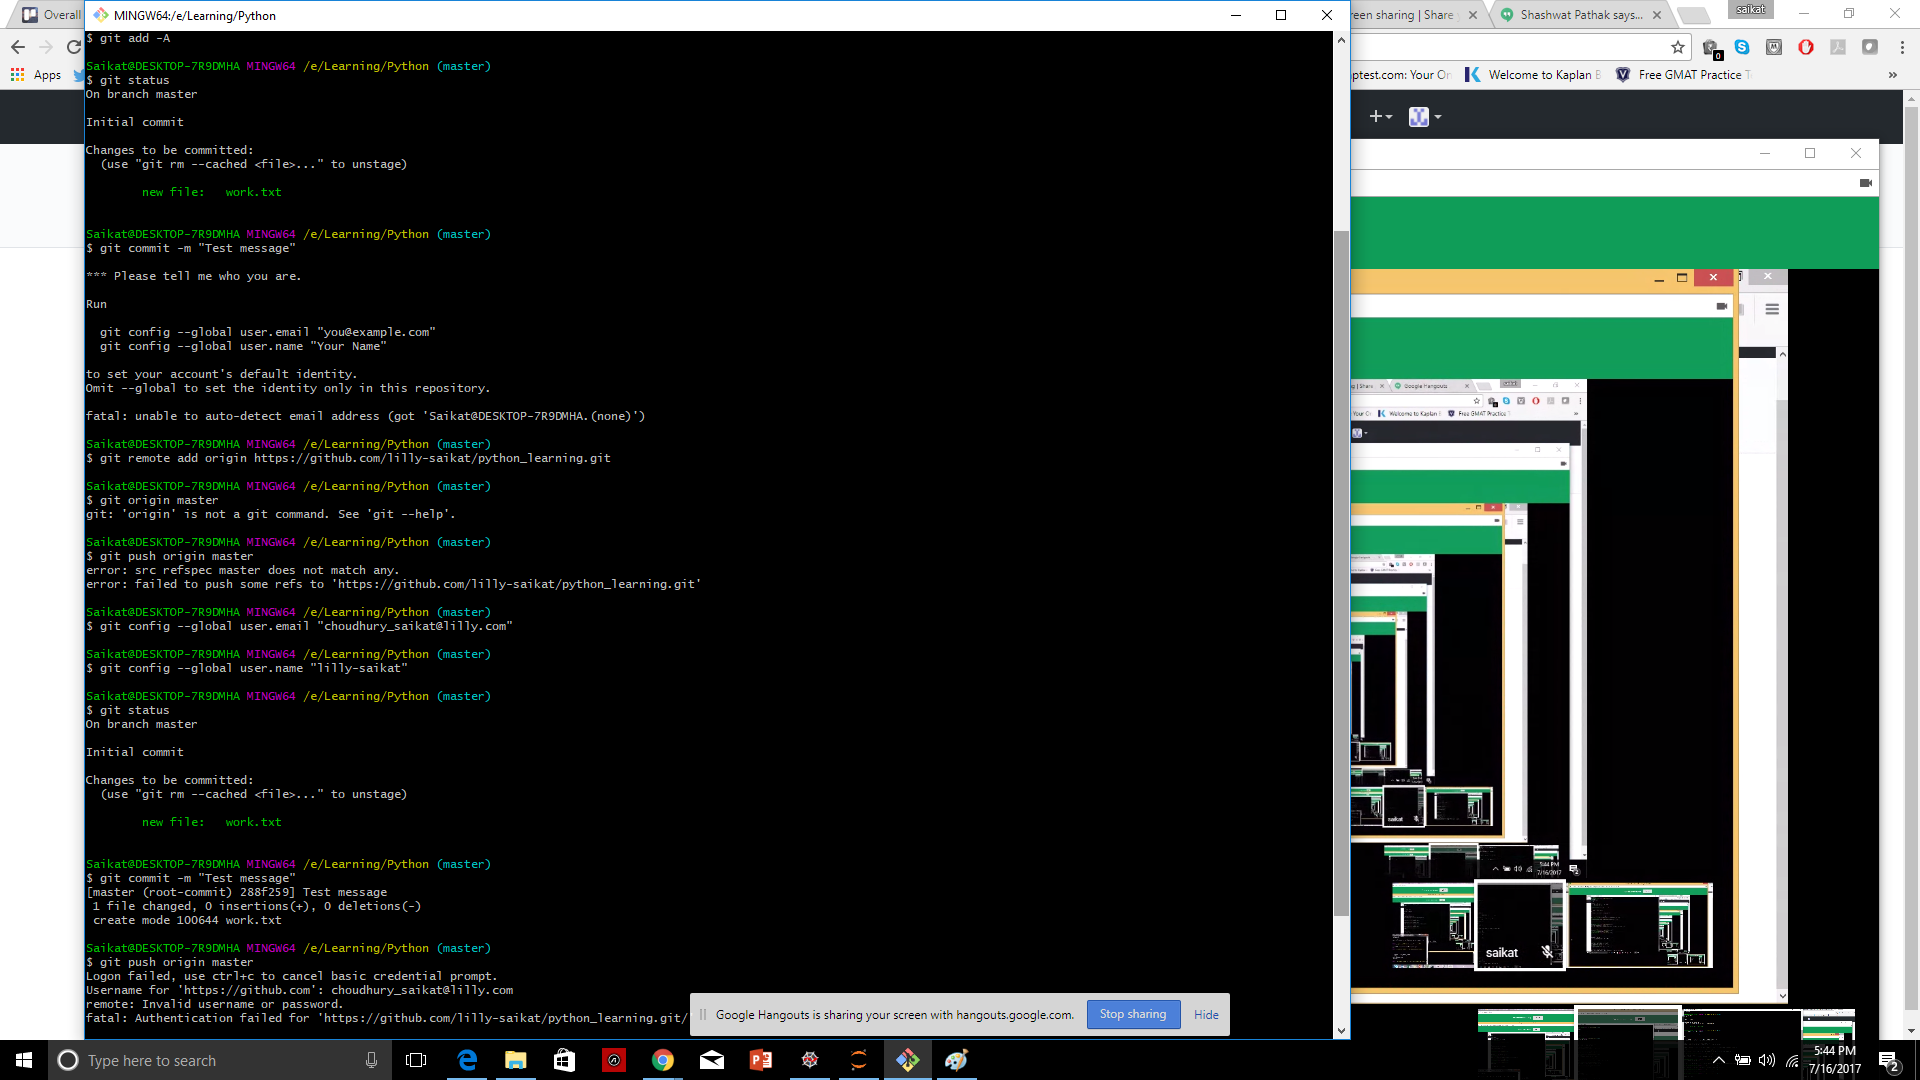 Overall
MINGW64:/e/Learning/Python
reen sharing | Share
Shashwat Pathak says...
saikat
Apps
ptest.com: Your On
Welcome to Kaplan
Free GMAT Practice
$ git add -A
Saikat@DESKTOP-7R9DMHA MINGW64 /e/Learning/Python (master)
$ git status
On branch master
Initial commit
Changes to be committed:
(use "git rm --cached <file>..." to unstage)
new file: work.txt
Saikat@DESKTOP-7R9DMHA MINGW64 /e/Learning/Python (master)
$ git commit -m "Test message"
*** Please tell me who you are.
Run
git config --global user.email "you@example.com"
git config --global user.name "Your Name"
to set your account's default identity.
Omit --global to set the identity only in this repository.
fatal: unable to auto-detect email address (got 'Saikat@DESKTOP-7R9DMHA.(none)')
Saikat@DESKTOP-7R9DMHA MINGW64 /e/Learning/Python (master)
$ git remote add origin https://github.com/lilly-saikat/python_learning.git
Saikat@DESKTOP-7R9DMHA MINGW64 /e/Learning/Python (master)
$ git origin master
git: 'origin' is not a git command. See 'git --help'.
Saikat@DESKTOP-7R9DMHA MINGW64 /e/Learning/Python (master)
$ git push origin master
error: src refspec master does not match any.
error: failed to push some refs to 'https://github.com/lilly-saikat/python_learning.git'
Saikat@DESKTOP-7R9DMHA MINGW64 /e/Learning/Python (master)
$ git config --global user.email "choudhury_saikat@lilly.com"
Saikat@DESKTOP-7R9DMHA MINGW64 /e/Learning/Python (master)
$ git config --global user.name "lilly-saikat"
Saikat@DESKTOP-7R9DMHA MINGW64 /e/Learning/Python (master)
$ git status
On branch master
Initial commit
Changes to be committed:
(use "git rm --cached <file>..." to unstage)
new file: work.txt
Saikat@DESKTOP-7R9DMHA MINGW64 /e/Learning/Python (master)
$ git commit -m "Test message"
[master (root-commit) 288f259] Test message
1 file changed, 0 insertions(+), 0 deletions(-)
create mode 100644 work.txt
Saikat@DESKTOP-7R9DMHA MINGW64 /e/Learning/Python (master)
$ git push origin master
Logon failed, use ctrl+c to cancel basic credential prompt.
Username for 'https://github.com': choudhury_saikat@lilly.com
remote: Invalid username or password.
fatal: Authentication failed for 'https://github.com/lilly-saikat/python_learning.git/
Google Hangouts
Welcome to Kaplan
Free GMAT Practice
saikat
5:44 PM
7/16/2017
saikat
Google Hangouts is sharing your screen with hangouts.google.com.
Stop sharing
Hide
Type here to search
5:44 PM
7/16/2017
2